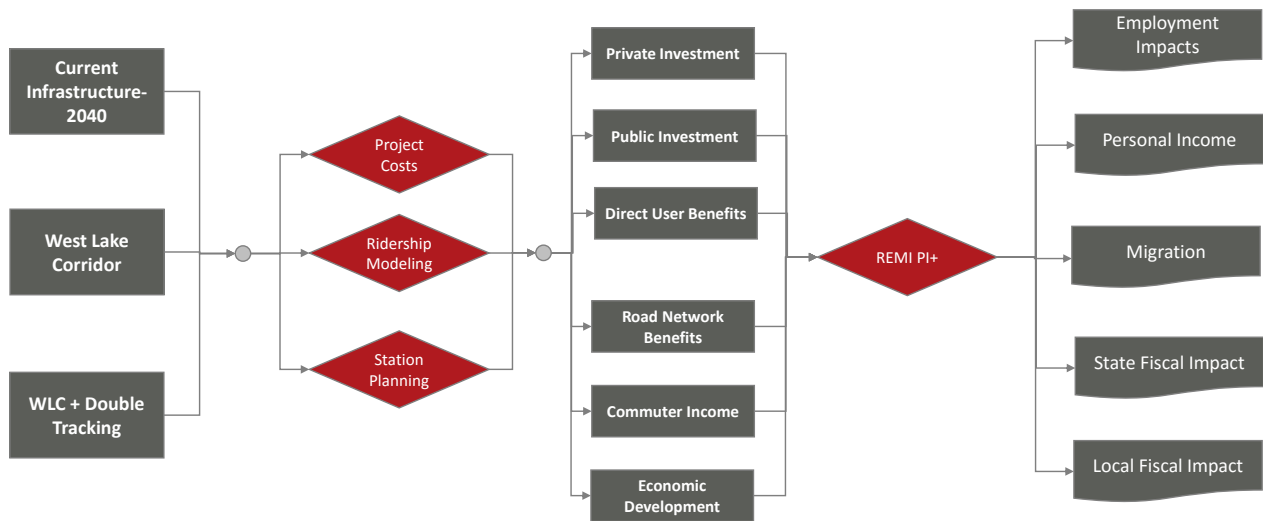 Current
Infrastructure-
2040
West Lake
Corridor
WLC + Double
Tracking
Project
Costs
Ridership
Modeling
Station
Planning
Private Investment
Public Investment
Direct User Benefits
Road Network
Benefits
Commuter Income
Economic
Development
REMI PI+
Employment
Impacts
Personal Income
Migration
State Fiscal Impact
Local Fiscal Impact